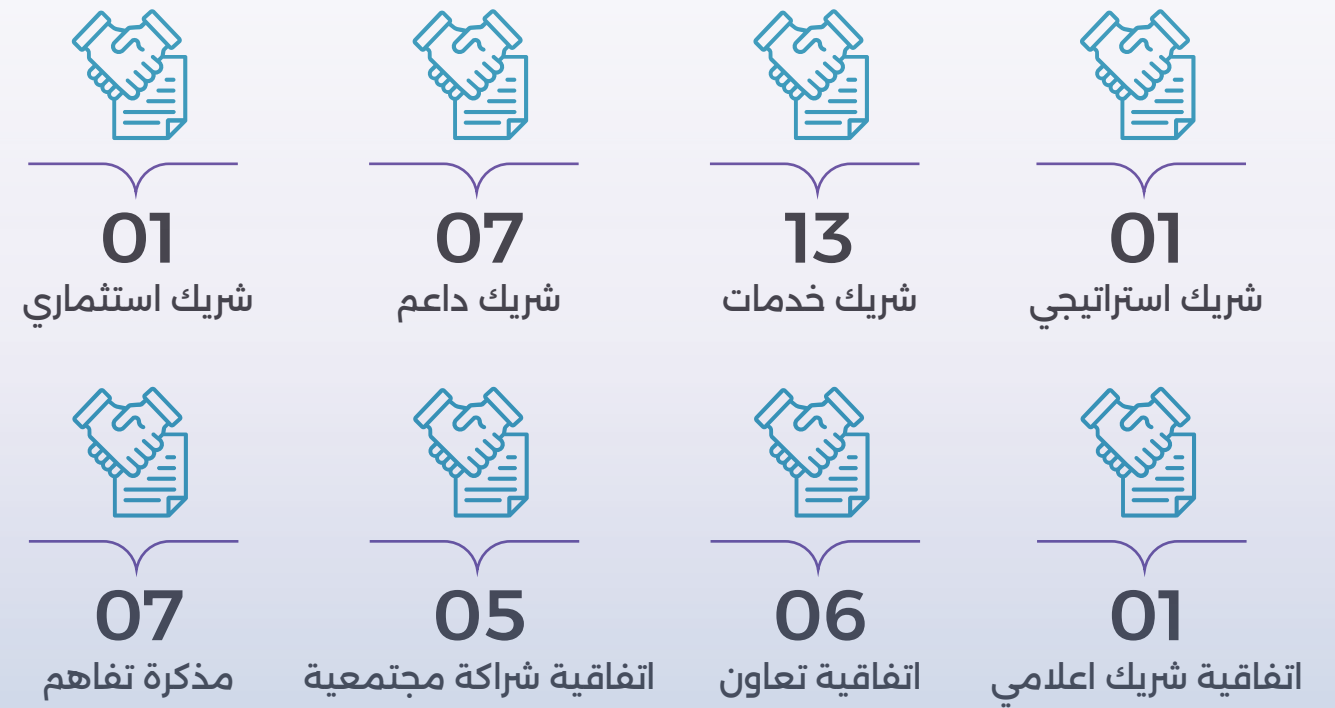 01
شريك استراتيجي
13
شريك خدمات
07
شريك داعم
01
شريك استثماري
01
اتفاقية شريك اعلامي
06
اتفاقية تعاون
05
اتفاقية شراكة مجتمعية
07
مذكرة تفاهم